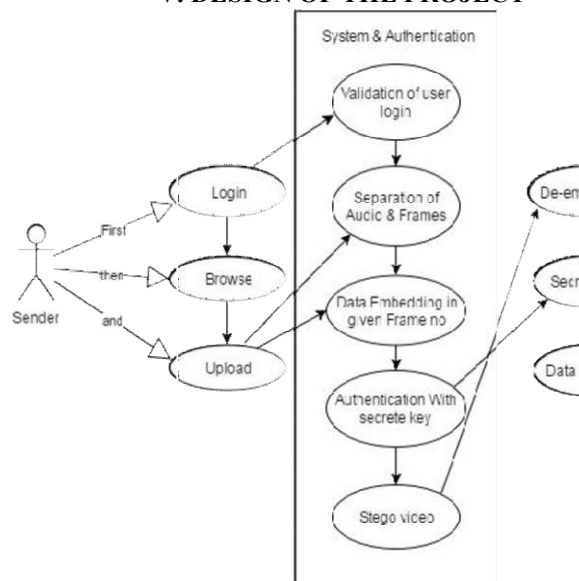 V. DESIGN OF THE PROJECT
System & Authentication
Validation of user
login
Login
Separation of
Audio & Frames
First
then
Browse
Sender
and
Data Embedding in
given Frame no
Upload
Authentication With
secrete key
Stego video
De-em
Secr
Data